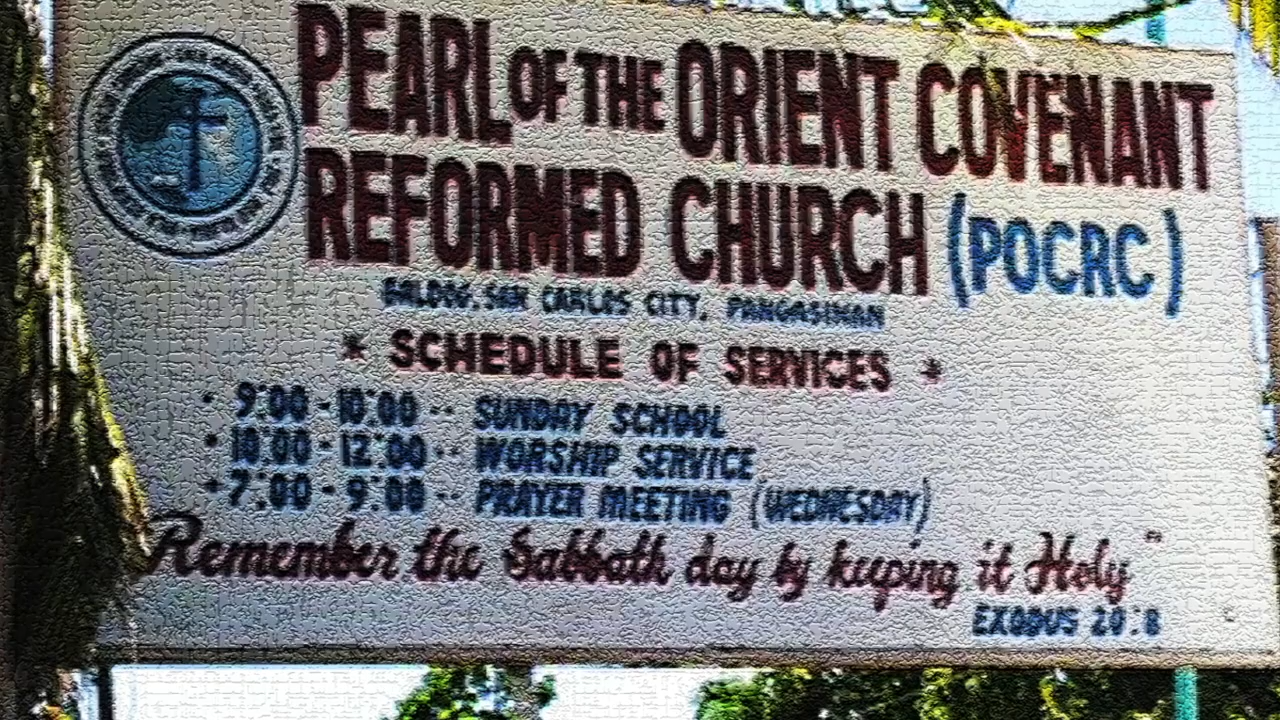 PEARL OF THE ORIENT COVENANT
REFORMED CHURCH (POCRC)
SAN CARLOS CITY, PANGASINAN
* SCHEDULE OF SERVICES *
• 9:00 - 10:00 -- SUNDAY SCHOOL
• 10:00 - 12:00 -- WORSHIP SERVICE
• 7:00 - 9:00 -- PRAYER MEETING (WEDNESDAY)
Remember the Sabbath day by keeping it Holy"
EXODUS 20:8